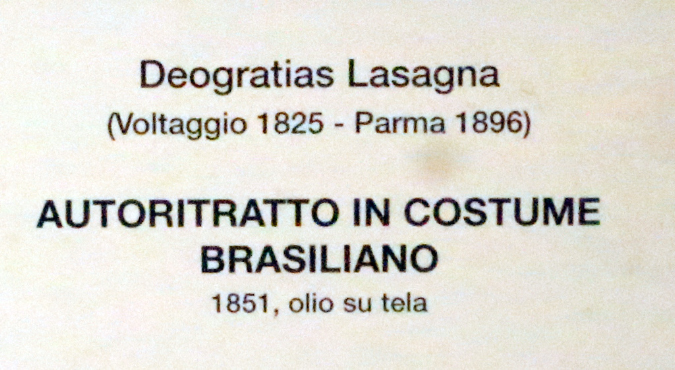 Deogratias Lasagna
(Voltaggio 1825 - Parma 1896)
AUTORITRATTO IN COSTUME
BRASILIANO
1851, olio su tela